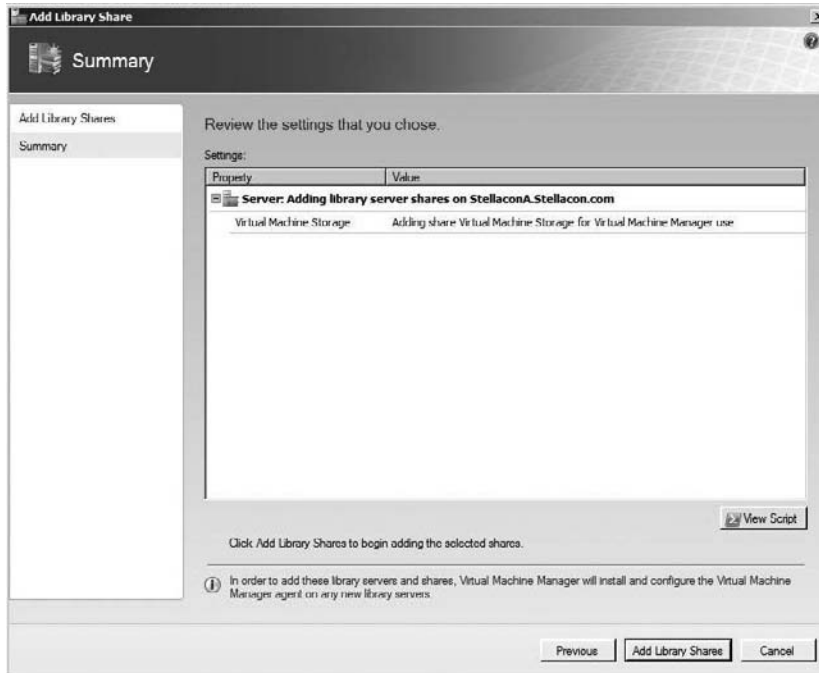 Add Library Share
Summary
Add Library Shares
Summary
Review the settings that you chose.
Settings:
Property Value
Server: Adding library server shares on StellaconA.Stellacon.com
Virtual Machine Storage Adding share Virtual Machine Storage for Virtual Machine Manager use
View Script
Click Add Library Shares to begin adding the selected shares.
In order to add these library servers and shares, Virtual Machine Manager will install and configure the Virtual Machine
Manager agent on any new library servers.
Previous Add Library Shares Cancel